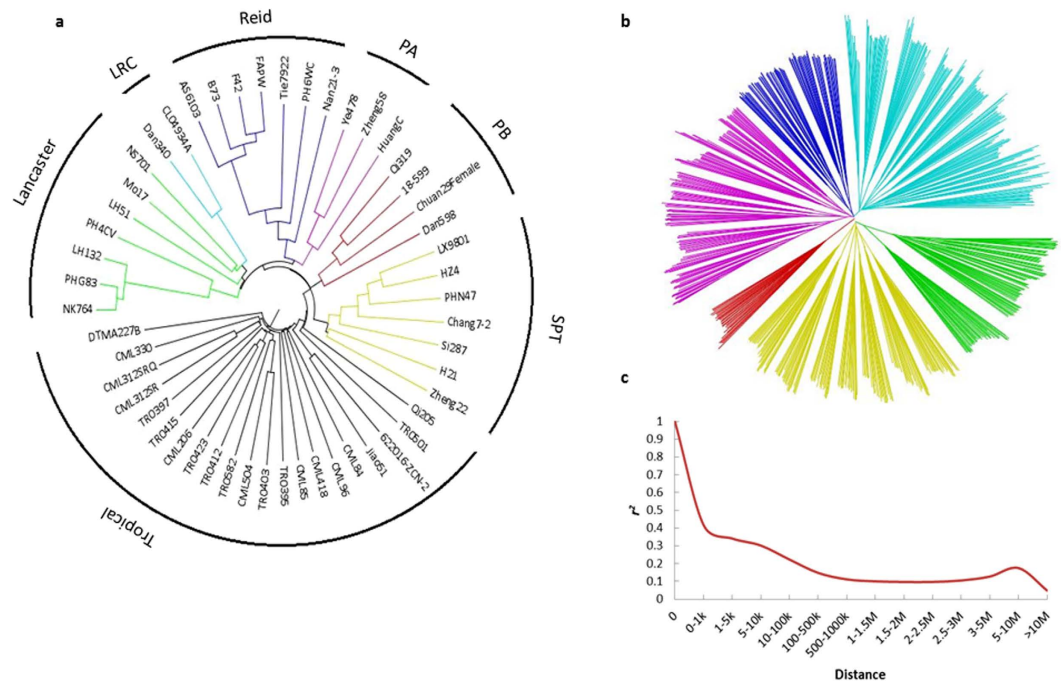 a
Reid
PA
LRC
PB
Lancaster
SPT
Tropical
AS6103
B73
F42
FAPW
Tie7922
PH6WC
Nan21-3
Ye478
Zheng58
HuangC
Qi319
18-599
Chuan29Female
Dan598
LX9801
HZ4
PHN47
Chang7-2
Si287
H21
Zheng22
Qi205
TRO501
622016-ZCN-2
Jiao51
CML84
CML96
CML418
CML85
TRO395
TRO403
CML504
TRO582
TRO412
TRO423
CML206
TRO415
TRO397
CML312SR
CML312SRQ
CML330
DTMA227B
NK764
PHG83
LH132
PH4CV
LH51
Mo17
NS701
Dan340
CLO4934A
b
c
r²
1
0.9
0.8
0.7
0.6
0.5
0.4
0.3
0.2
0.1
0
0
0-1k
1-5k
5-10k
10-100k
100-500k
500-1000k
1-1.5M
1.5-2M
2-2.5M
2.5-3M
3-5M
5-10M
>10M
Distance